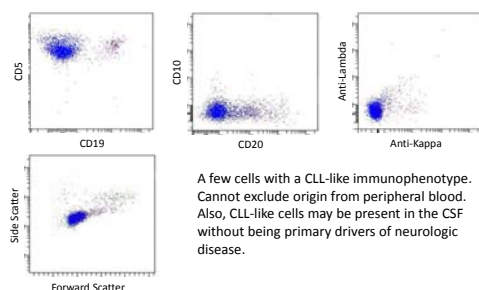 CD5
CD19
CD10
CD20
Anti-Lambda
Anti-Kappa
Side Scatter
Forward Scatter
A few cells with a CLL-like immunophenotype.
Cannot exclude origin from peripheral blood.
Also, CLL-like cells may be present in the CSF
without being primary drivers of neurologic
disease.